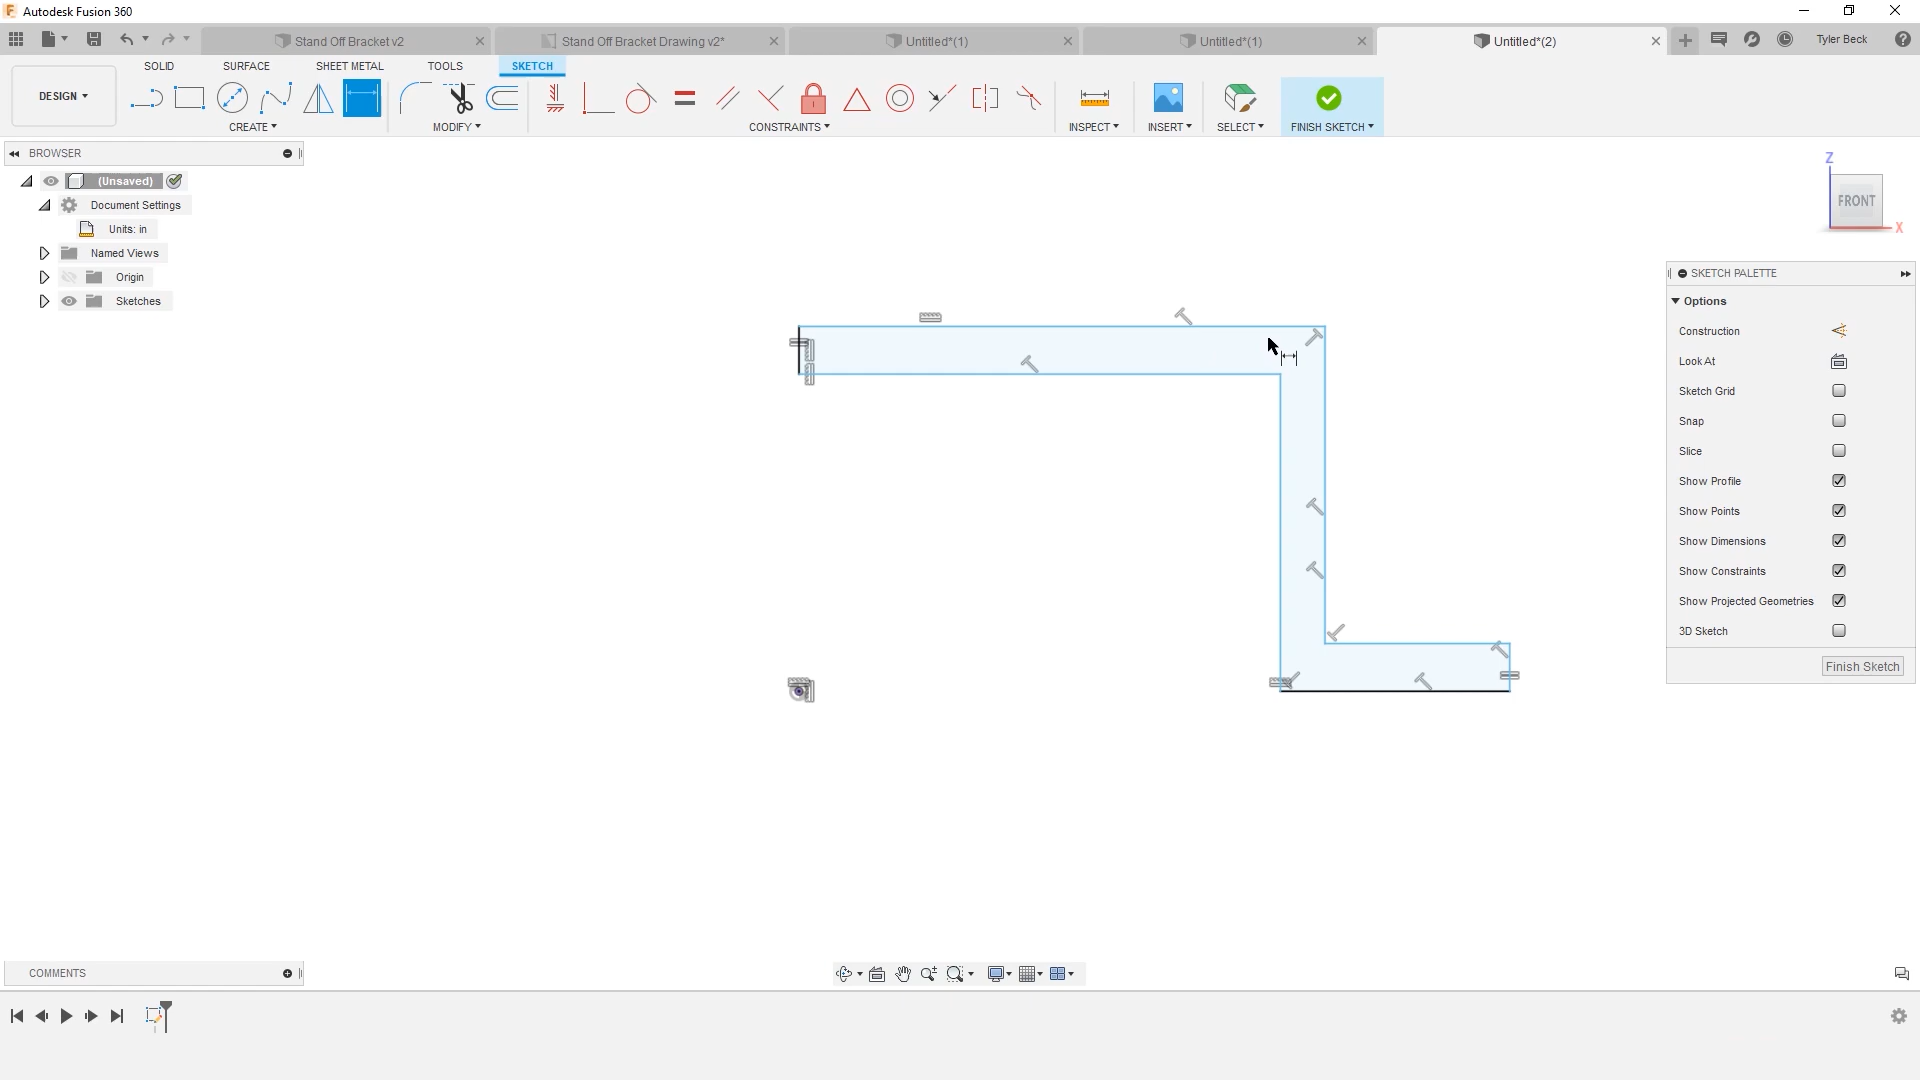 Autodesk Fusion 360
Stand Off Bracket v2
Stand Off Bracket Drawing v2*
Untitled*(1)
Untitled*(1)
Untitled*(2)
Tyler Beck
DESIGN
SOLID
SURFACE
SHEET METAL
TOOLS
SKETCH
CREATE
MODIFY
CONSTRAINTS
INSPECT
INSERT
SELECT
FINISH SKETCH
BROWSER
(Unsaved)
Document Settings
Units: in
Named Views
Origin
Sketches
Z
FRONT
X
SKETCH PALETTE
Options
Construction
Look At
Sketch Grid
Snap
Slice
Show Profile
Show Points
Show Dimensions
Show Constraints
Show Projected Geometries
3D Sketch
Finish Sketch
COMMENTS